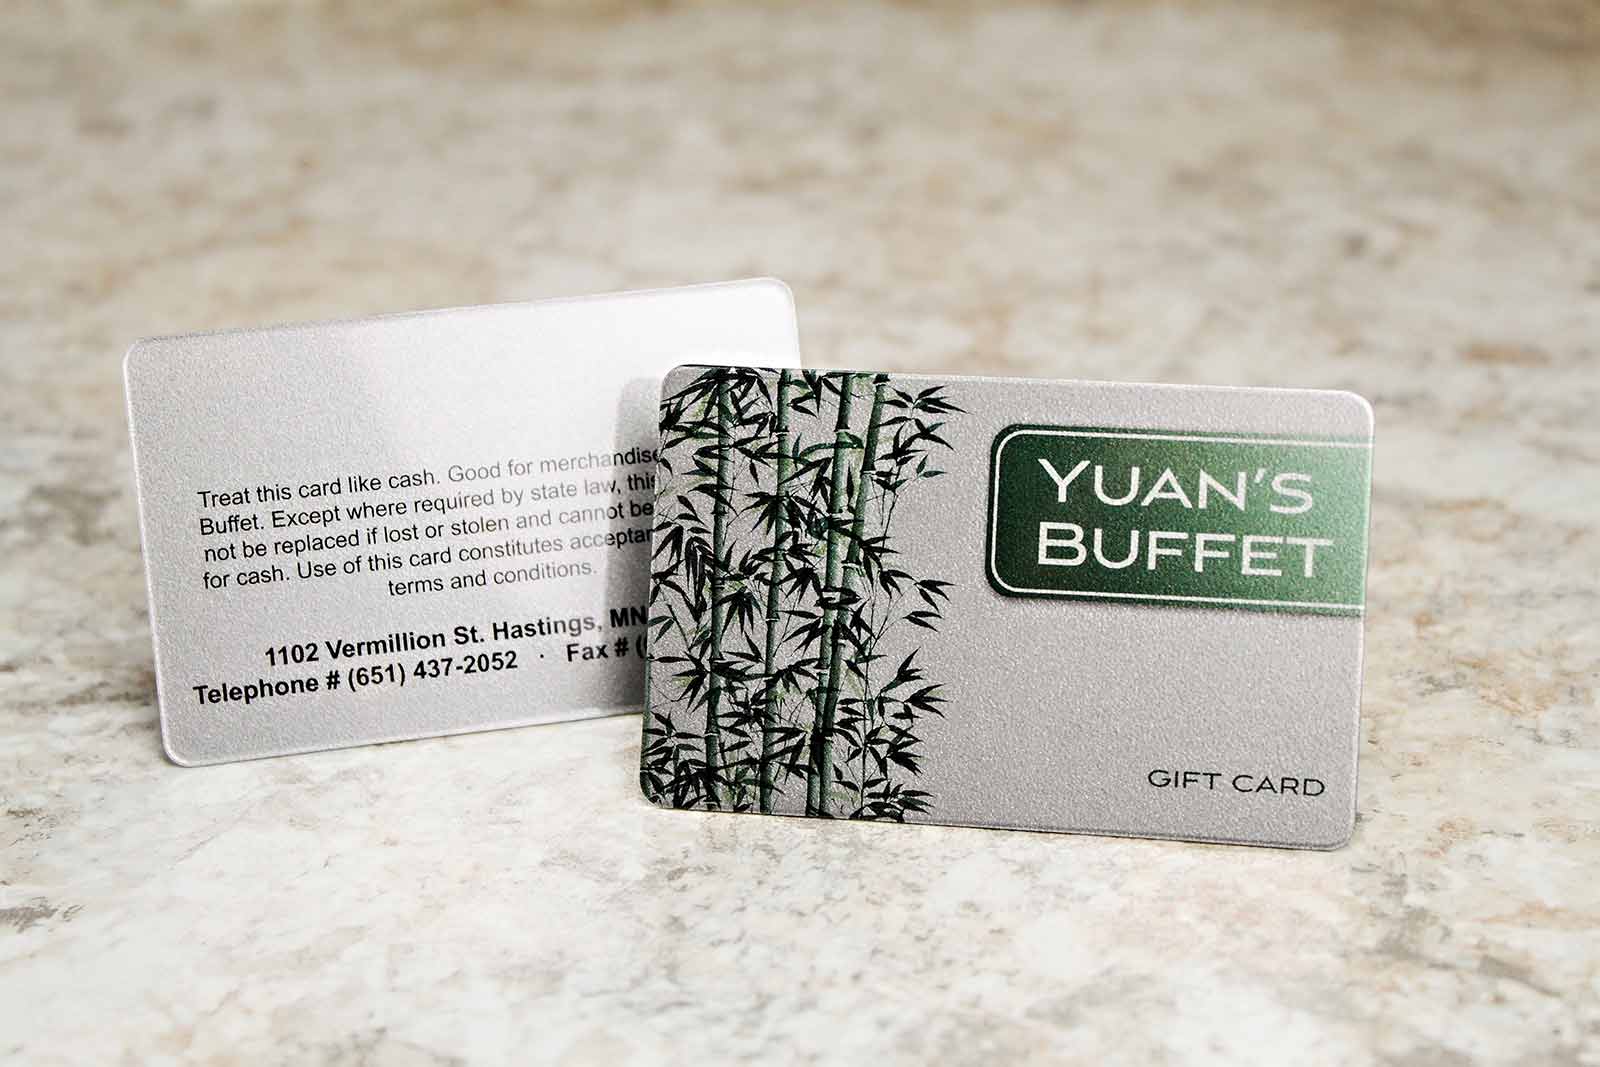 Treat this card like cash. Good for merchandise
Buffet. Except where required by state law, this
not be replaced if lost or stolen and cannot be
for cash. Use of this card constitutes
terms and conditions.
1102 Vermillion St. Hastings, MN
Telephone # (651) 437-2052 · Fax # (
YUAN'S
BUFFET
GIFT CARD